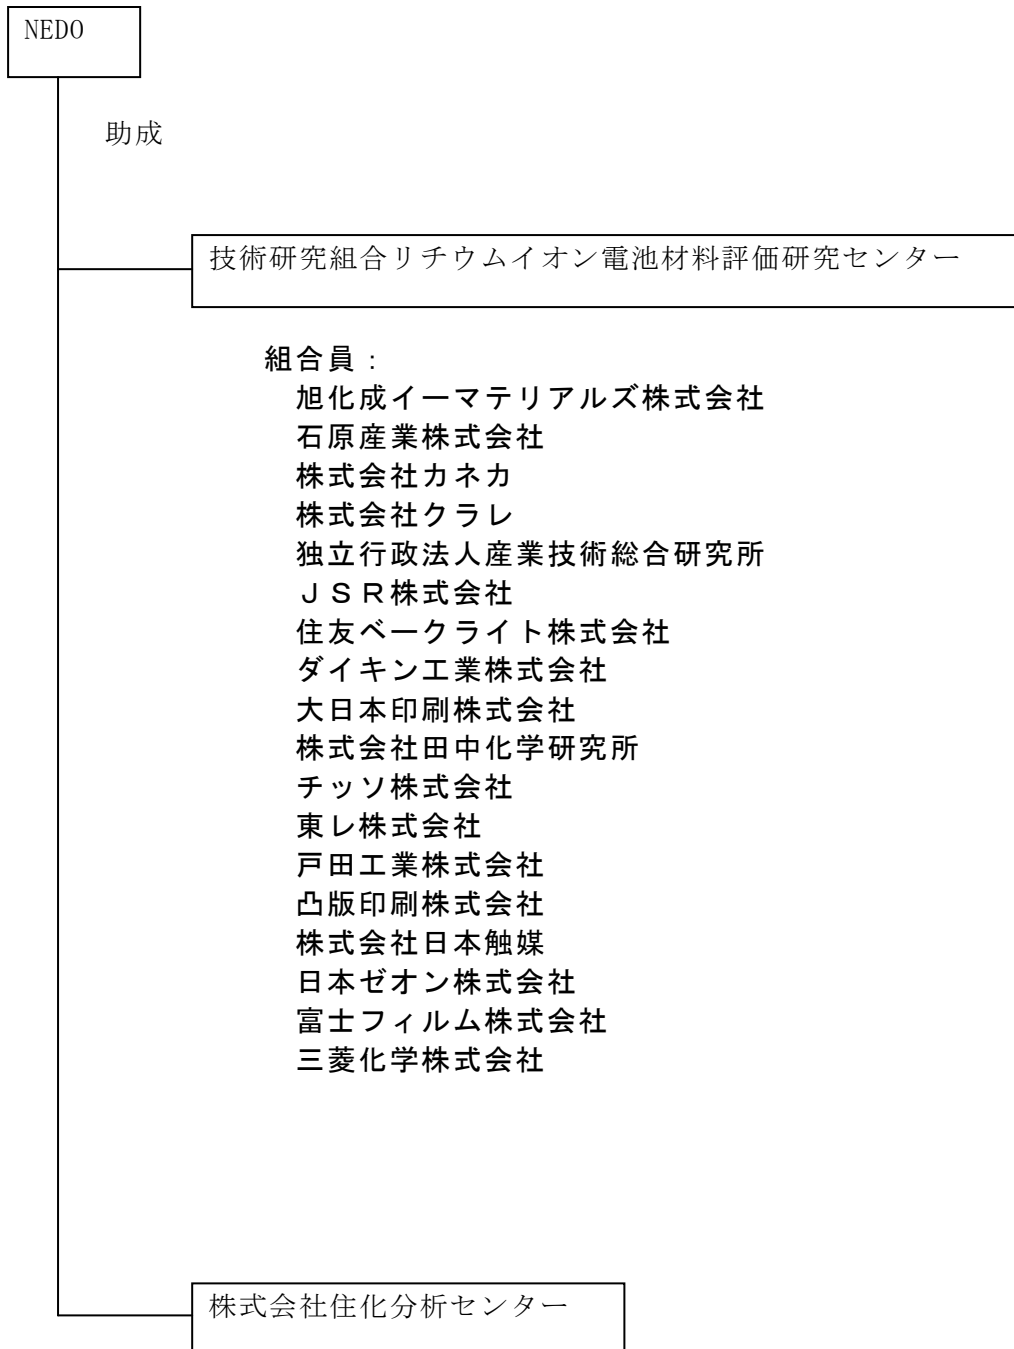 NEDO
助成
技術研究組合リチウムイオン電池材料評価研究センター
組合員：
旭化成イーマテリアルズ株式会社
石原産業株式会社
株式会社カネカ
株式会社クラレ
独立行政法人産業技術総合研究所
ＪＳＲ株式会社
住友ベークライト株式会社
ダイキン工業株式会社
大日本印刷株式会社
株式会社田中化学研究所
チッソ株式会社
東レ株式会社
戸田工業株式会社
凸版印刷株式会社
株式会社日本触媒
日本ゼオン株式会社
富士フィルム株式会社
三菱化学株式会社
株式会社住化分析センター